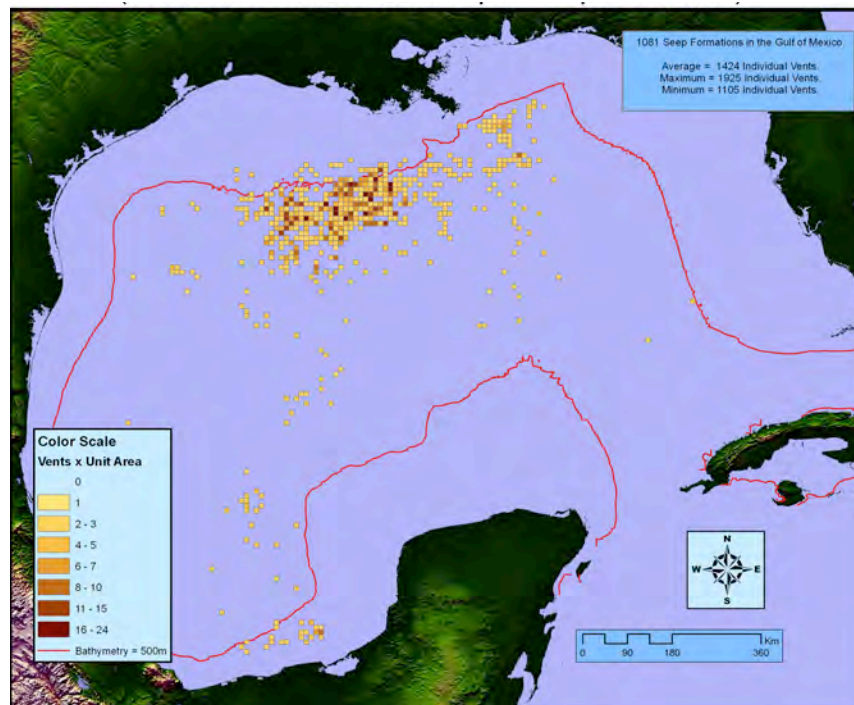 1081 Seep Formations in the Gulf of Mexico
Average = 1424 Individual Vents.
Maximum = 1925 Individual Vents.
Minimum = 1105 Individual Vents.
Color Scale
Vents x Unit Area
0
1
2 - 3
4 - 5
6 - 7
8 - 10
11 - 15
16 - 24
Bathymetry = 500m
N
W E
S
Km
0 90 180 360